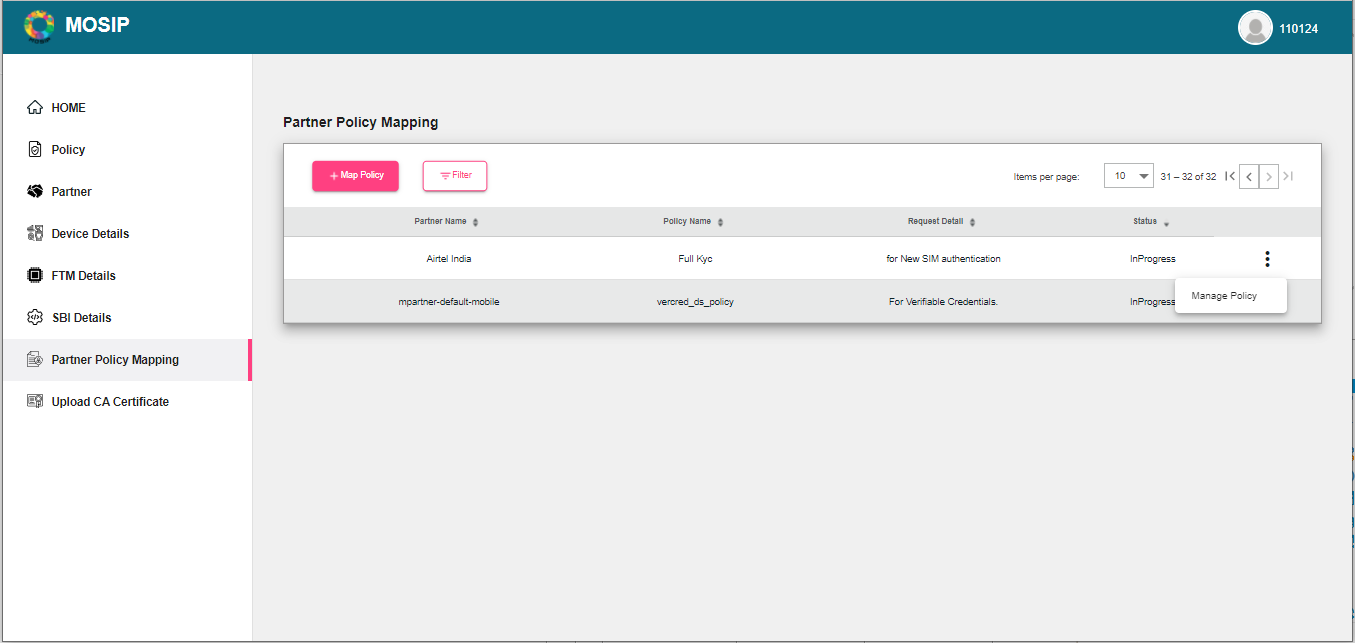 MOSIP
110124
HOME
Policy
Partner
Device Details
FTM Details
SBI Details
Partner Policy Mapping
Upload CA Certificate
Partner Policy Mapping
+ Map Policy
Filter
Items per page:
10
31 – 32 of 32
Partner Name
Policy Name
Request Detail
Status
Airtel India
Full Kyc
for New SIM authentication
InProgress
mpartner-default-mobile
vercred_ds_policy
For Verifiable Credentials.
InProgress
Manage Policy